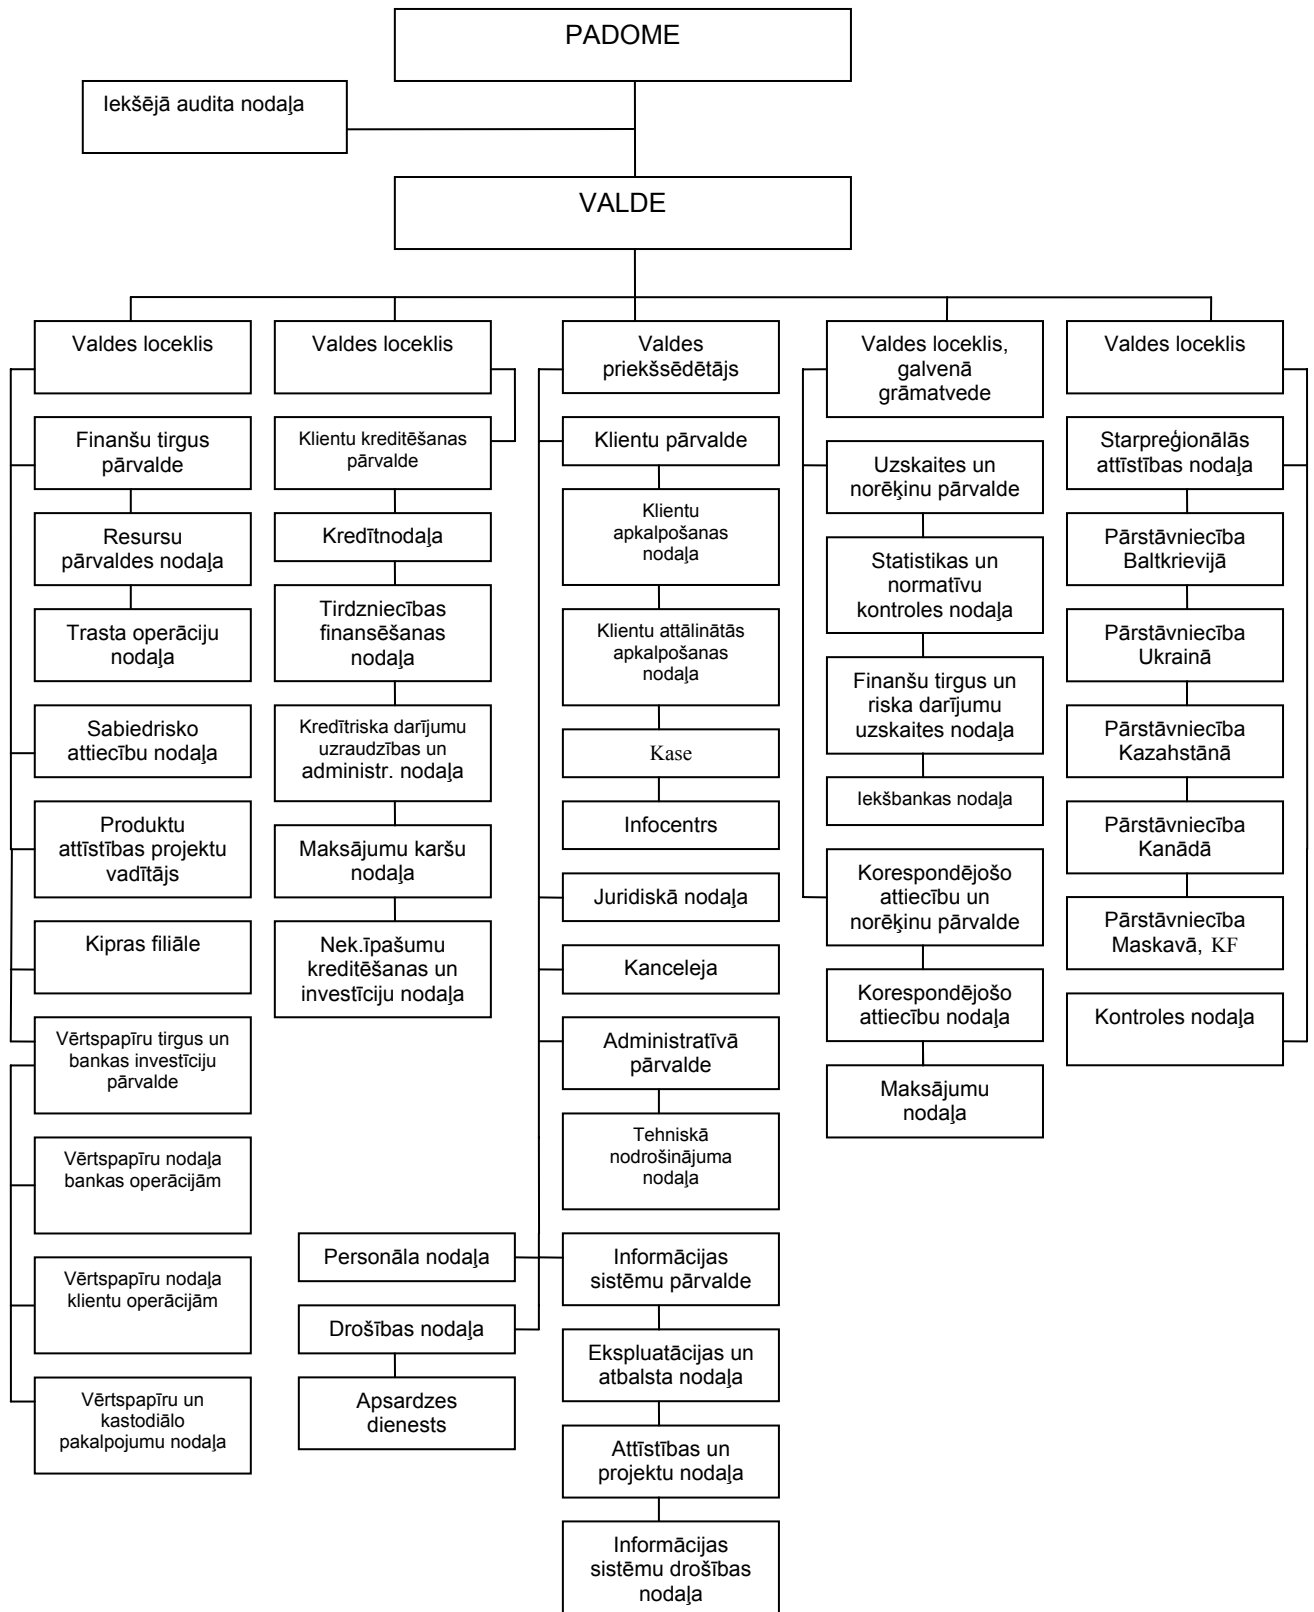 PADOME
Iekšējā audita nodaļa
VALDE
Valdes loceklis
Finanšu tirgus
pārvalde
Resursu
pārvaldes nodaļa
Trasta operāciju
nodaļa
Sabiedrisko
attiecību nodaļa
Produktu
attīstības projektu
vadītājs
Kipras filiāle
Vērtspapīru tirgus un
bankas investīciju
pārvalde
Vērtspapīru nodaļa
bankas operācijām
Vērtspapīru nodaļa
klientu operācijām
Vērtspapīru un
kastodiālo
pakalpojumu nodaļa
Valdes loceklis
Klientu kreditēšanas
pārvalde
Kredītnodaļa
Tirdzniecības
finansēšanas
nodaļa
Kredītriska darījumu
uzraudzības un
administr. nodaļa
Maksājumu karšu
nodaļa
Nek.īpašumu
kreditēšanas un
investīciju nodaļa
Personāla nodaļa
Drošības nodaļa
Apsardzes
dienests
Valdes
priekšsēdētājs
Klientu pārvalde
Klientu
apkalpošanas
nodaļa
Klientu attālinātās
apkalpošanas
nodaļa
Kase
Infocentrs
Juridiskā nodaļa
Kanceleja
Administratīvā
pārvalde
Tehniskā
nodrošinājuma
nodaļa
Informācijas
sistēmu pārvalde
Ekspluatācijas un
atbalsta nodaļa
Attīstības un
projektu nodaļa
Informācijas
sistēmu drošības
nodaļa
Valdes loceklis,
galvenā
grāmatvede
Uzskaites un
norēķinu pārvalde
Statistikas un
normatīvu
kontroles nodaļa
Finanšu tirgus un
riska darījumu
uzskaites nodaļa
Iekšbankas nodaļa
Korespondējošo
attiecību un
norēķinu pārvalde
Korespondējošo
attiecību nodaļa
Maksājumu
nodaļa
Valdes loceklis
Starpreģionālās
attīstības nodaļa
Pārstāvniecība
Baltkrievijā
Pārstāvniecība
Ukrainā
Pārstāvniecība
Kazahstānā
Pārstāvniecība
Kanādā
Pārstāvniecība
Maskavā, KF
Kontroles nodaļa